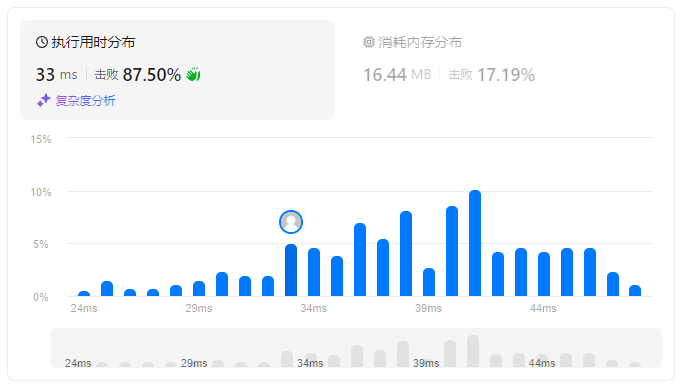 执行用时分布
33 ms 击败 87.50%
复杂度分析
消耗内存分布
16.44 MB 击败 17.19%
15%
10%
5%
0%
24ms 29ms 34ms 39ms 44ms
24ms 29ms 34ms 39ms 44ms